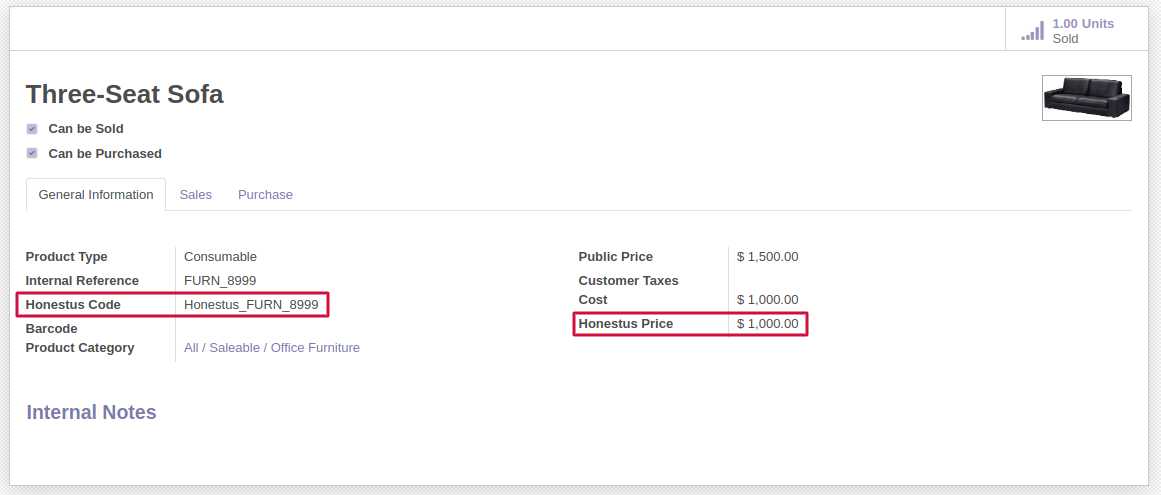 1.00 Units
Sold
Three-Seat Sofa
Can be Sold
Can be Purchased
General Information Sales Purchase
Product Type Consumable
Internal Reference FURN_8999
Honestus Code Honestus_FURN_8999
Barcode
Product Category All / Saleable / Office Furniture
Public Price $ 1,500.00
Customer Taxes
Cost $ 1,000.00
Honestus Price $ 1,000.00
Internal Notes